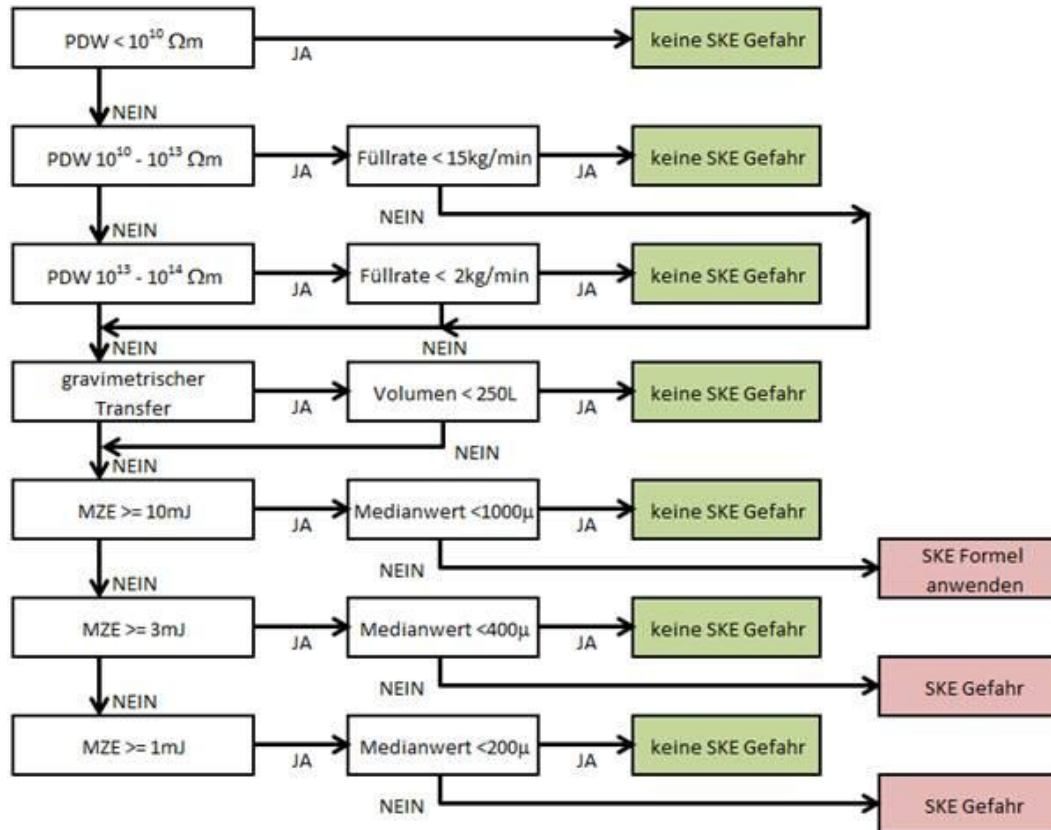 PDW < 10¹⁰ Ωm
JA
keine SKE Gefahr
NEIN
PDW 10¹⁰ - 10¹³ Ωm
JA
Füllrate < 15kg/min
JA
keine SKE Gefahr
NEIN
NEIN
PDW 10¹³ - 10¹⁴ Ωm
JA
Füllrate < 2kg/min
JA
keine SKE Gefahr
NEIN
NEIN
gravimetrischer
Transfer
JA
Volumen < 250L
JA
keine SKE Gefahr
NEIN
NEIN
MZE >= 10mJ
JA
Medianwert <1000µ
JA
keine SKE Gefahr
NEIN
SKE Formel
anwenden
NEIN
MZE >= 3mJ
JA
Medianwert <400µ
JA
keine SKE Gefahr
NEIN
SKE Gefahr
NEIN
MZE >= 1mJ
JA
Medianwert <200µ
JA
keine SKE Gefahr
NEIN
SKE Gefahr